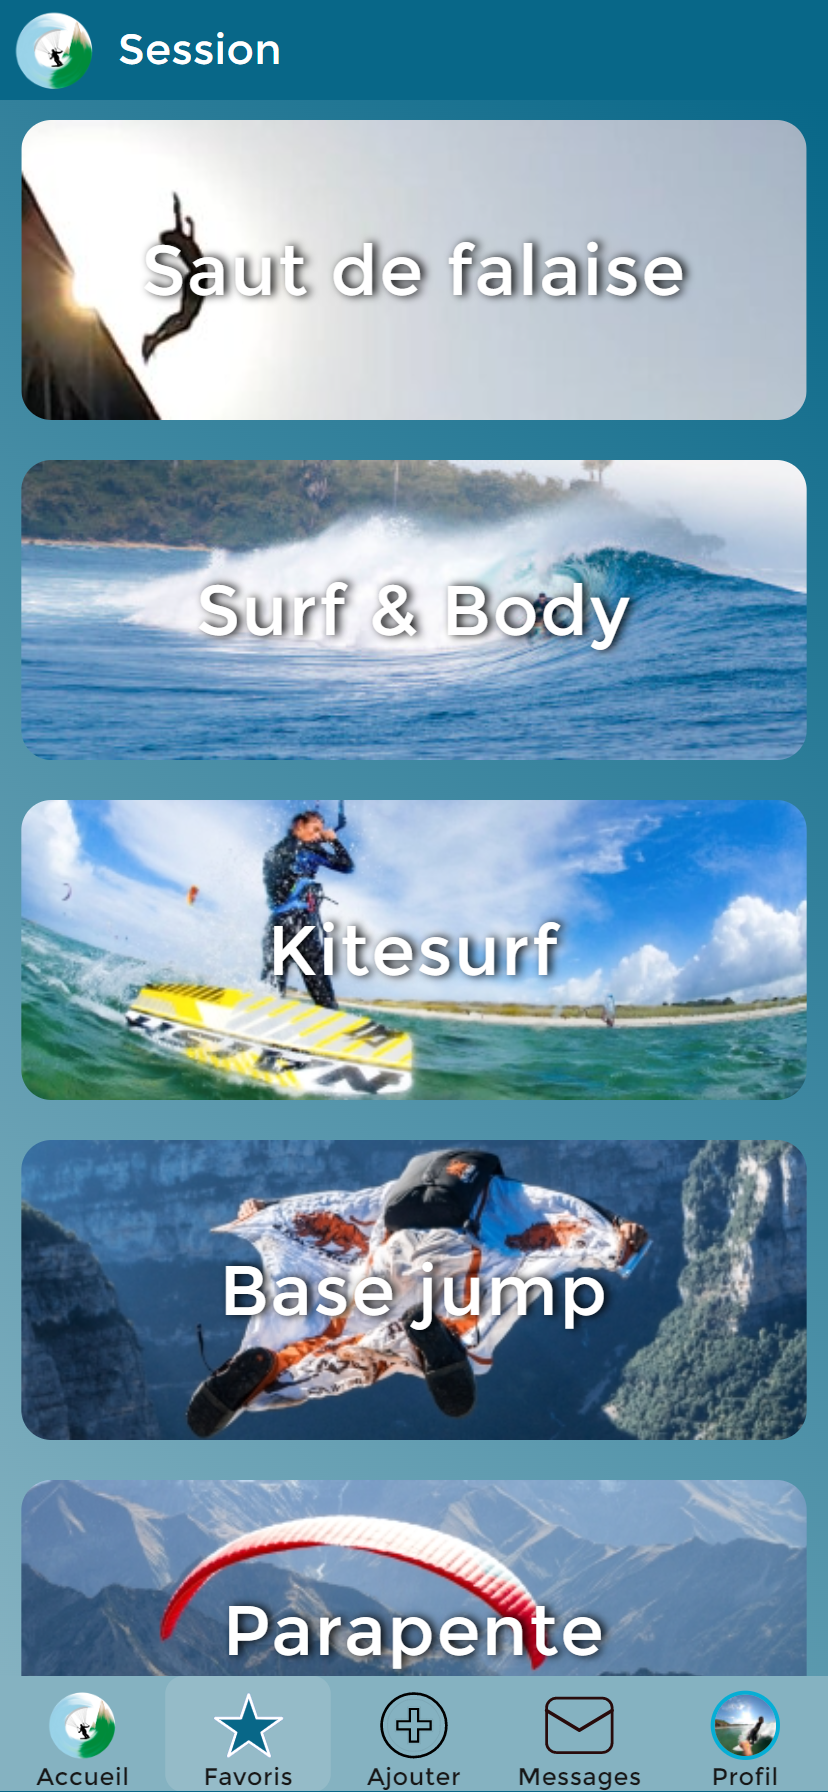 Session
Saut de falaise
Surf & Body
Kitesurf
Base jump
Parapente
Accueil
Favoris
Ajouter
Messages
Profil